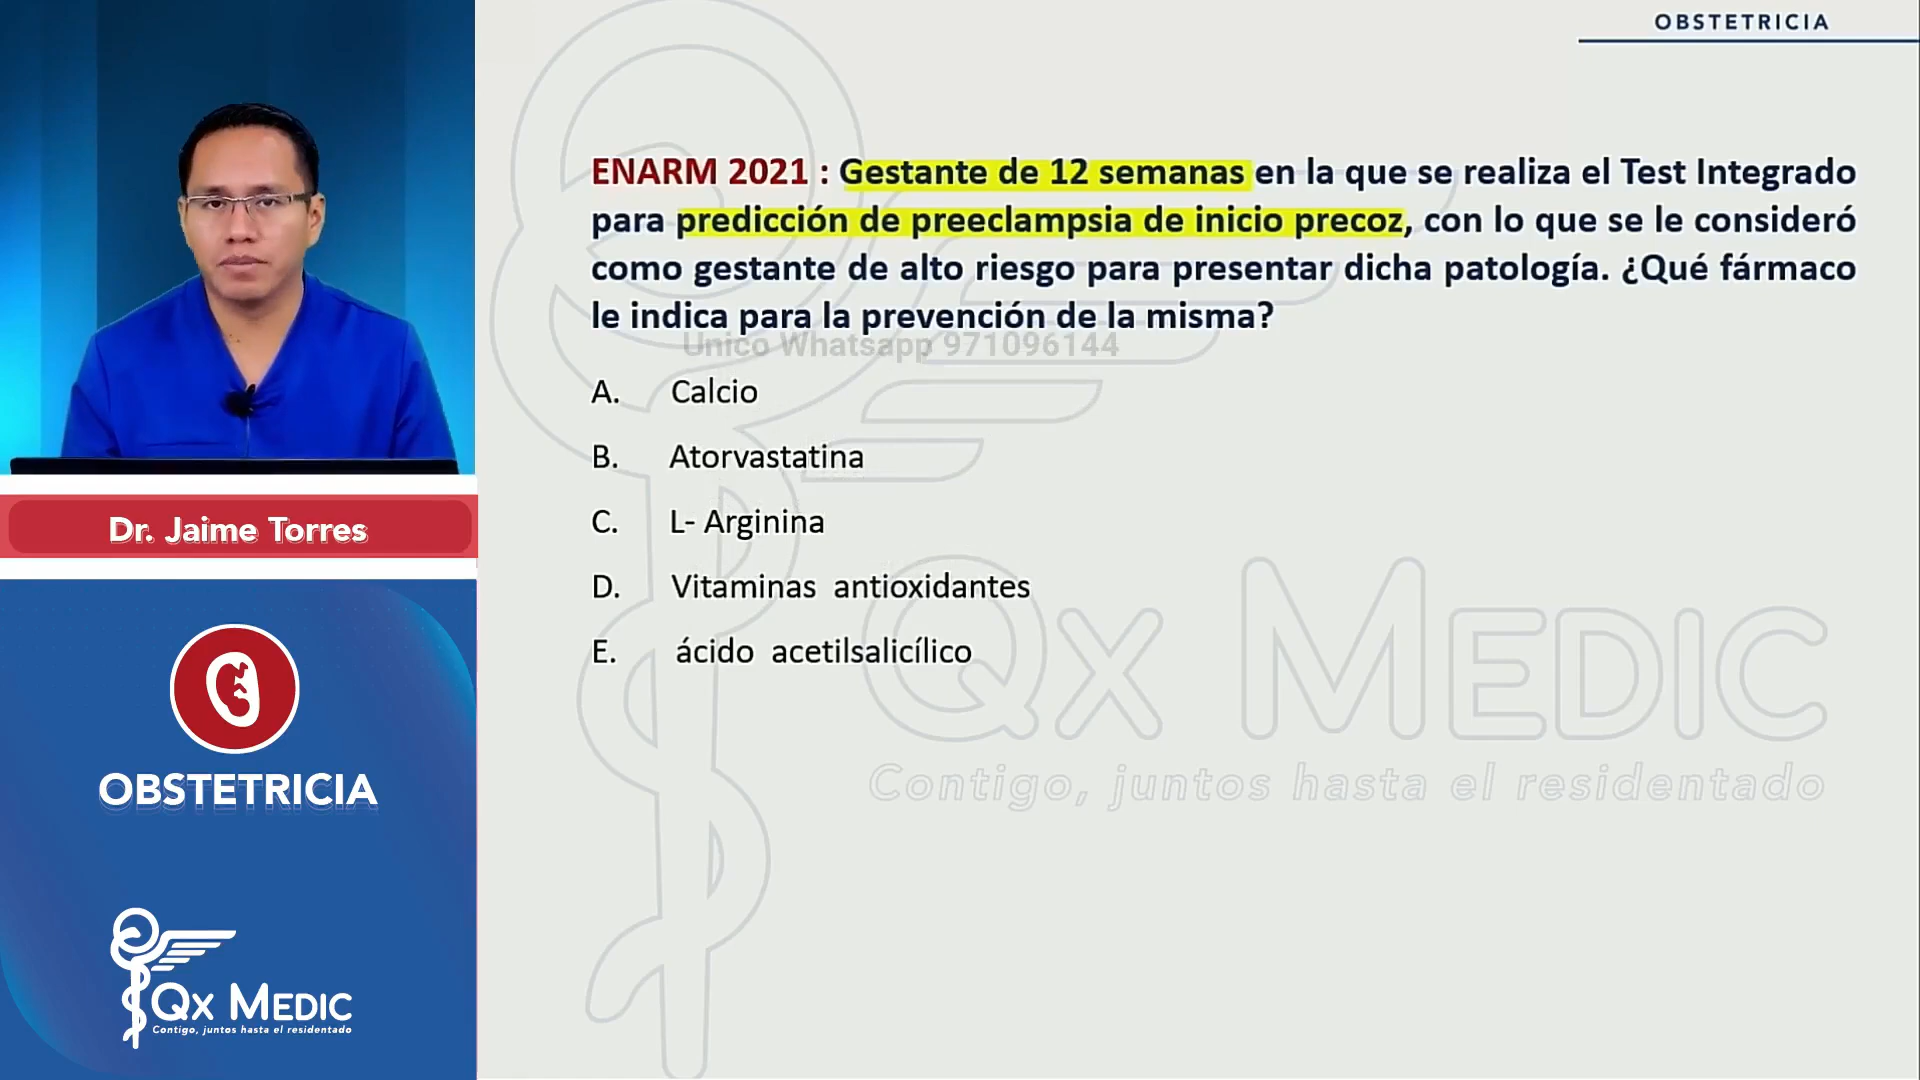 OBSTETRICIA
ENARM 2021 : Gestante de 12 semanas en la que se realiza el Test Integrado
para predicción de preeclampsia de inicio precoz, con lo que se le consideró
como gestante de alto riesgo para presentar dicha patología. ¿Qué fármaco
le indica para la prevención de la misma?
Unico Whatsapp 971096144
A. Calcio
B. Atorvastatina
C. L- Arginina
D. Vitaminas antioxidantes
E. ácido acetilsalicílico
QX MEDIC
Contigo, juntos hasta el residentado
Dr. Jaime Torres
OBSTETRICIA
QX MEDIC
Contigo, juntos hasta el residentado